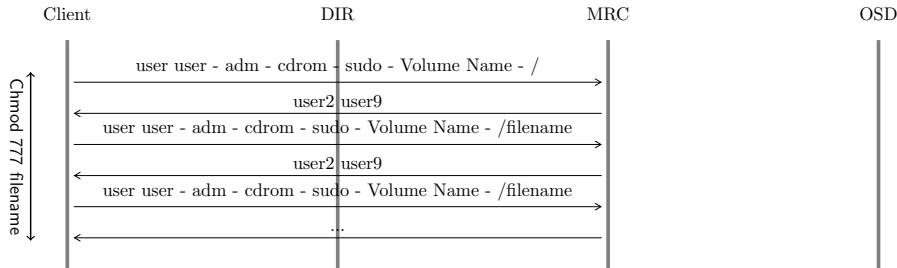 Client DIR MRC OSD
user user - adm - cdrom - sudo - Volume Name - /
user2 user9
user user - adm - cdrom - sudo - Volume Name - /filename
user2 user9
user user - adm - cdrom - sudo - Volume Name - /filename
...
Chmod 777 filename